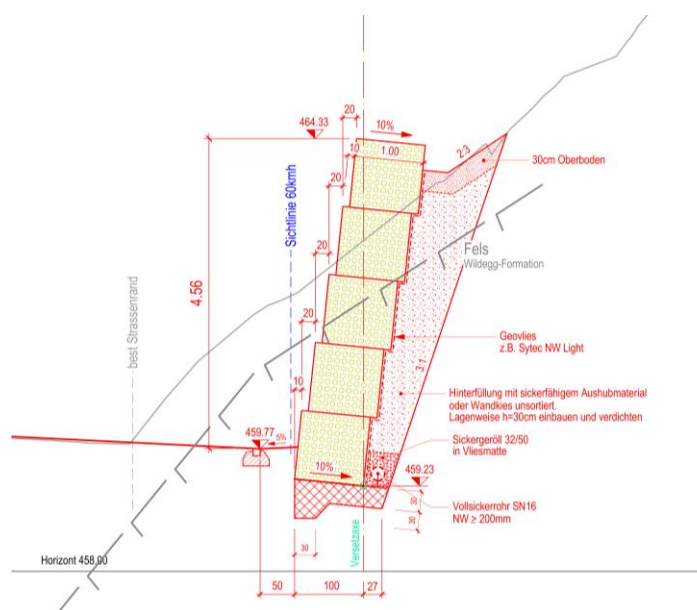 464.33
20
10%
10
1.00
2:3
30cm Oberboden
20
Sichtlinie 60kmh
20
Fels
Wildegg-Formation
4.56
best Strassenrand
20
Geovlies
z.B. Sytec NW Light
3:1
10
Hinterfüllung mit sickerfähigem Aushubmaterial
oder Wandkies unsortiert.
Lagenweise h=30cm einbauen und verdichten
459.77
5%
Sickergeröll 32/50
in Vliesmatte
10%
459.23
30
30
Vollsickerrohr SN16
NW ≥ 200mm
Versetzaxe
30
Horizont 458.00
50
100
27